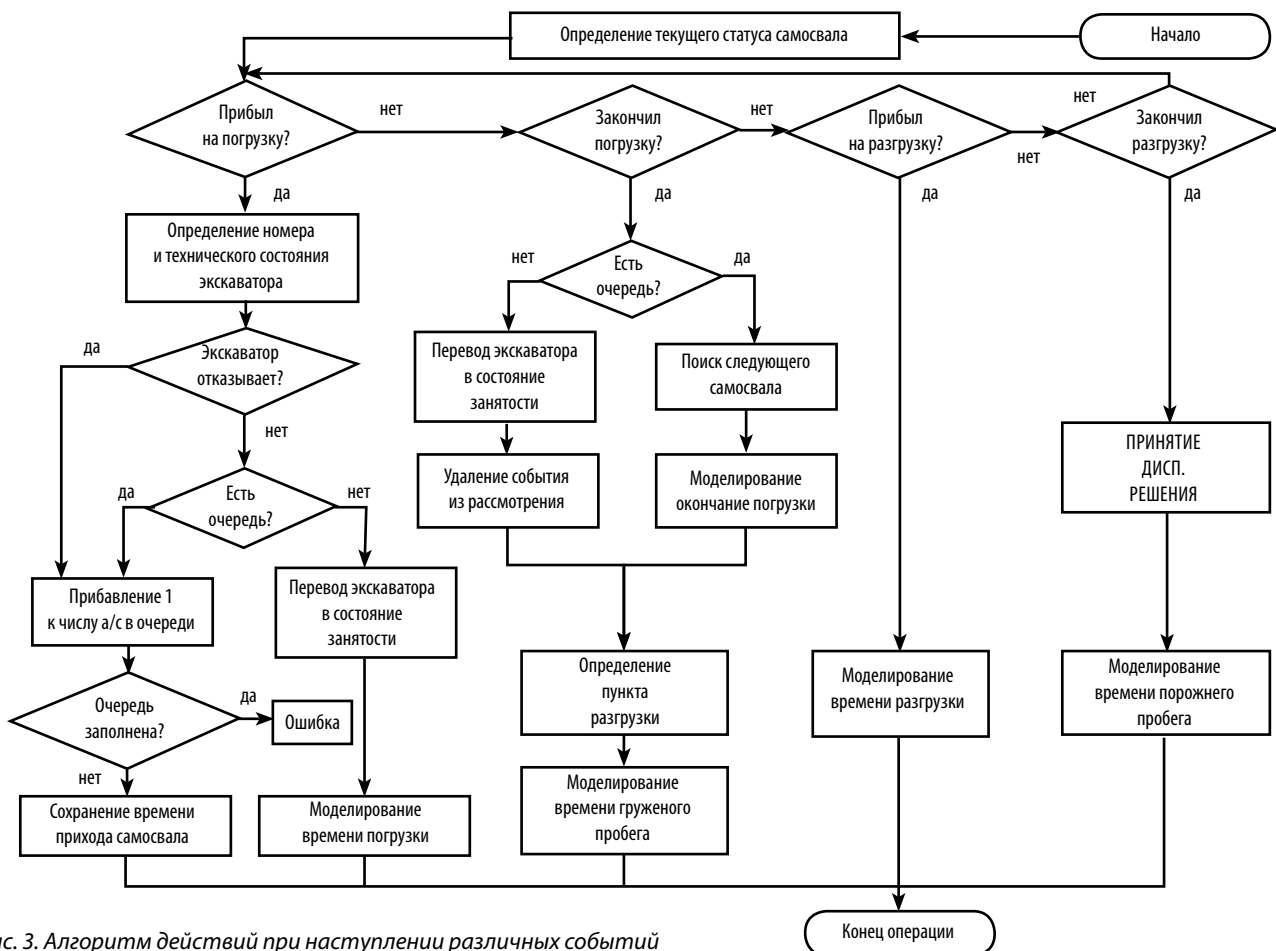 Определение текущего статуса самосвала
Начало
Прибыл
на погрузку?
нет
Закончил
погрузку?
нет
Прибыл
на разгрузку?
нет
нет
Закончил
разгрузку?
да
да
да
да
Определение номера
и технического состояния
экскаватора
нет
Есть
очередь?
да
да
Экскаватор
отказывает?
нет
Перевод экскаватора
в состояние
занятости
Поиск следующего
самосвала
ПРИНЯТИЕ
ДИСП.
РЕШЕНИЯ
да
Есть
очередь?
нет
Удаление события
из рассмотрения
Моделирование
окончание погрузки
Прибавление 1
к числу а/с в очереди
Перевод экскаватора
в состояние
занятости
Определение
пункта
разгрузки
Моделирование
времени разгрузки
Моделирование
времени порожнего
пробега
Очередь
заполнена?
да
Ошибка
нет
Сохранение времени
прихода самосвала
Моделирование
времени погрузки
Моделирование
времени груженого
пробега
Конец операции
ис. 3. Алгоритм действий при наступлении различных событий